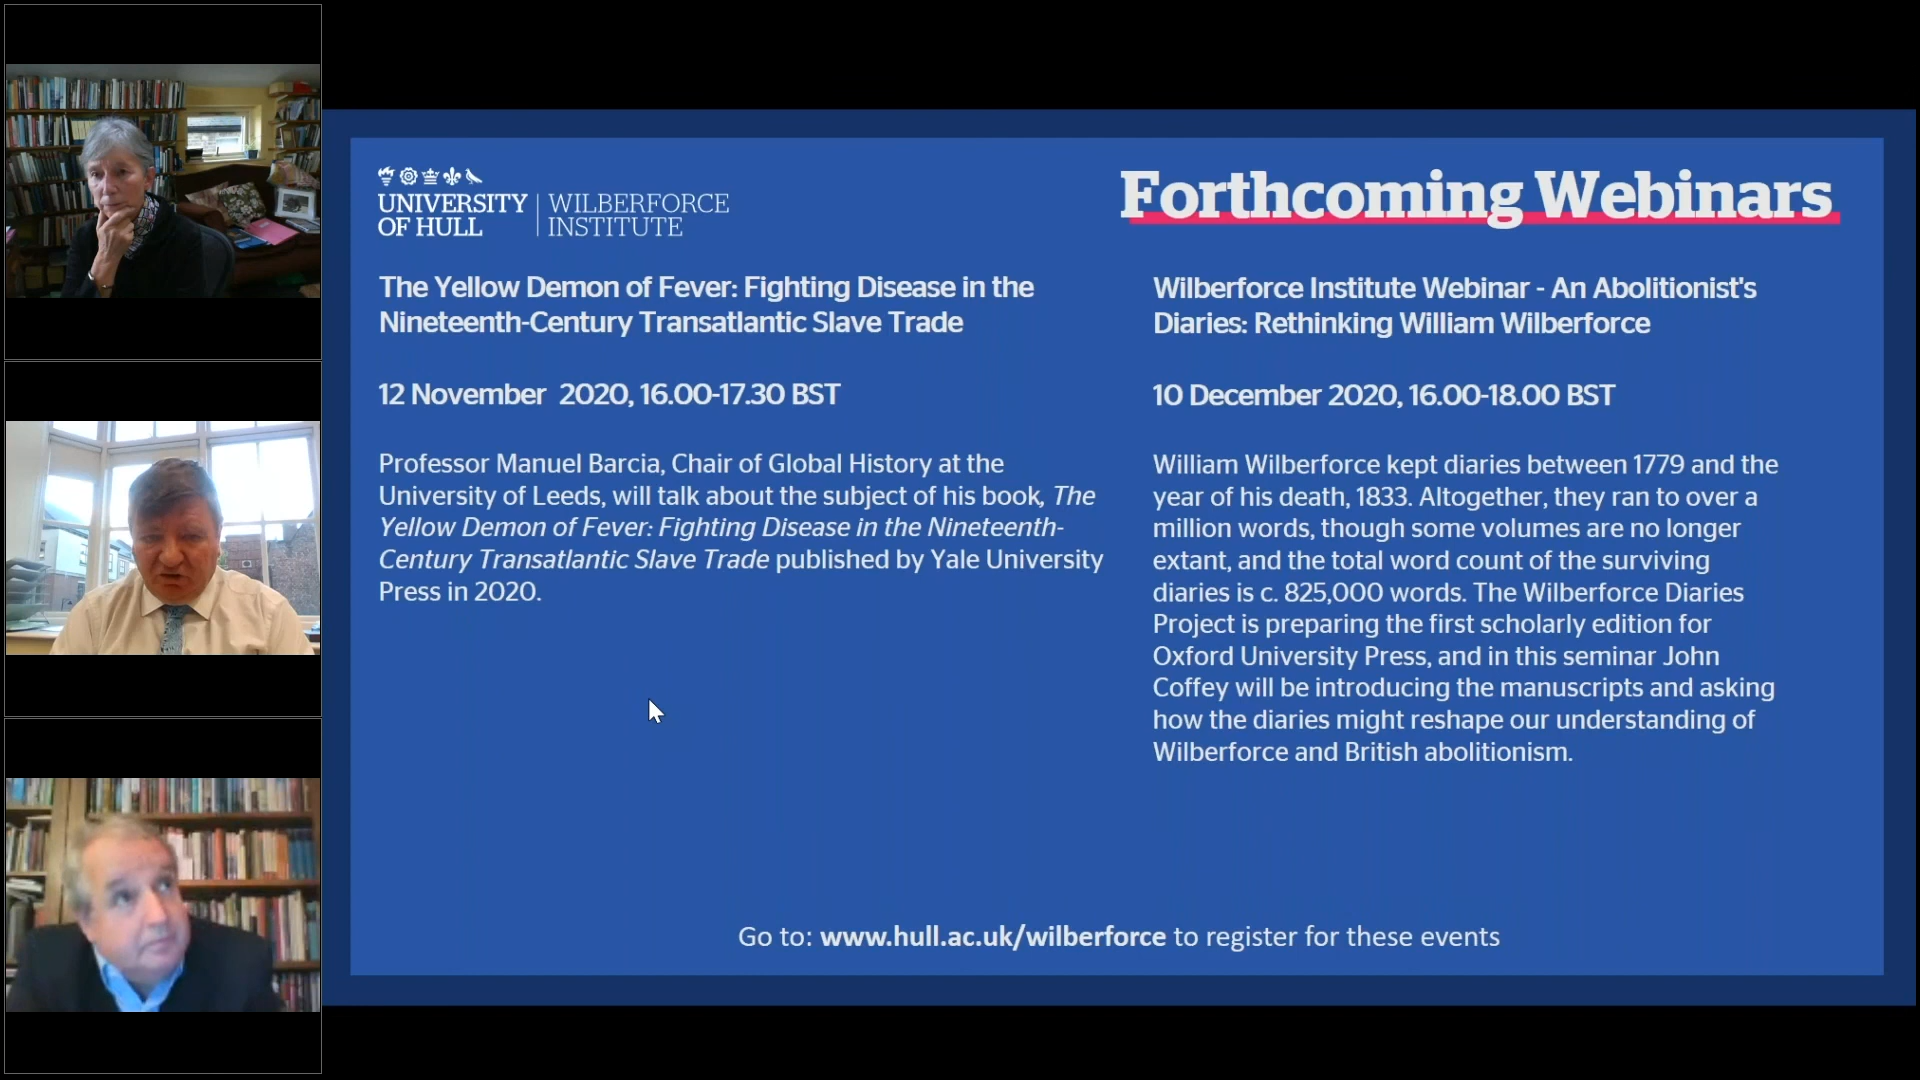 UNIVERSITY
OF HULL
WILBERFORCE
INSTITUTE
Forthcoming Webinars
The Yellow Demon of Fever: Fighting Disease in the
Nineteenth-Century Transatlantic Slave Trade
12 November 2020, 16.00-17.30 BST
Professor Manuel Barcia, Chair of Global History at the
University of Leeds, will talk about the subject of his book, The
Yellow Demon of Fever: Fighting Disease in the Nineteenth-
Century Transatlantic Slave Trade published by Yale University
Press in 2020.
Wilberforce Institute Webinar - An Abolitionist's
Diaries: Rethinking William Wilberforce
10 December 2020, 16.00-18.00 BST
William Wilberforce kept diaries between 1779 and the
year of his death, 1833. Altogether, they ran to over a
million words, though some volumes are no longer
extant, and the total word count of the surviving
diaries is c. 825,000 words. The Wilberforce Diaries
Project is preparing the first scholarly edition for
Oxford University Press, and in this seminar John
Coffey will be introducing the manuscripts and asking
how the diaries might reshape our understanding of
Wilberforce and British abolitionism.
Go to: www.hull.ac.uk/wilberforce to register for these events